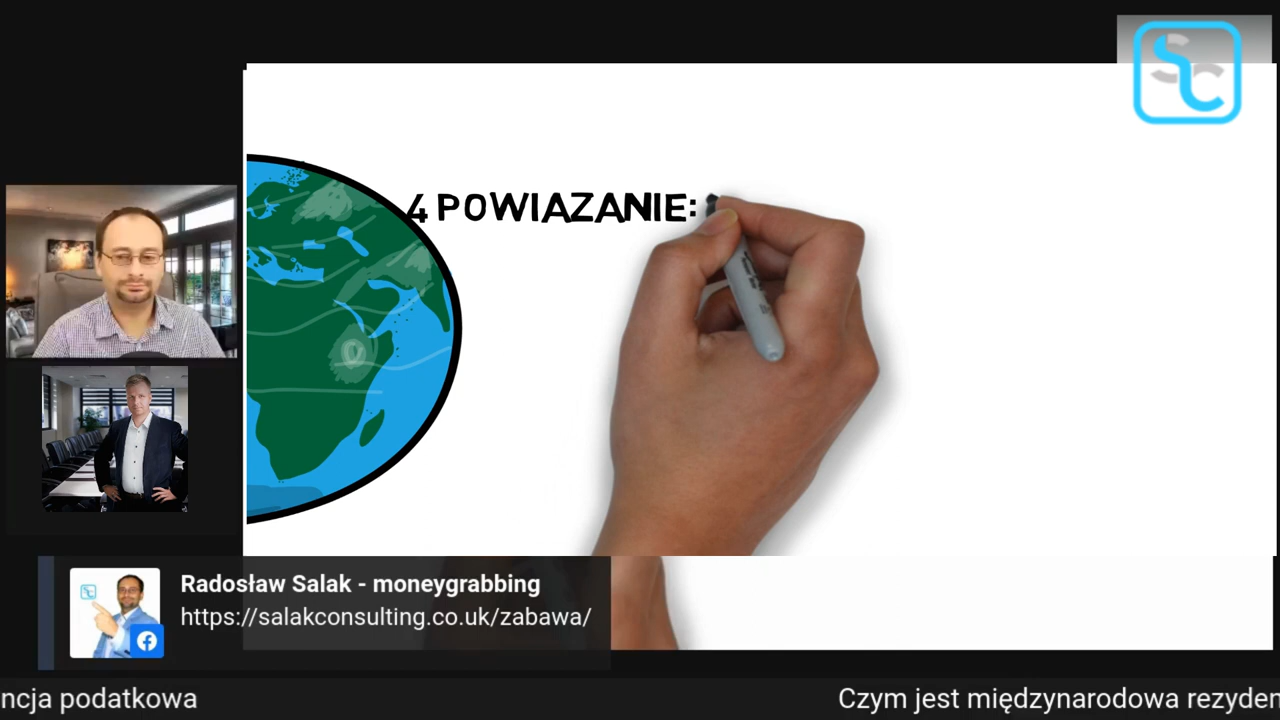 4 POWIAZANIE:
Radosław Salak - moneygrabbing
https://salakconsulting.co.uk/zabawa/
ncja podatkowa
Czym jest międzynarodowa rezyden